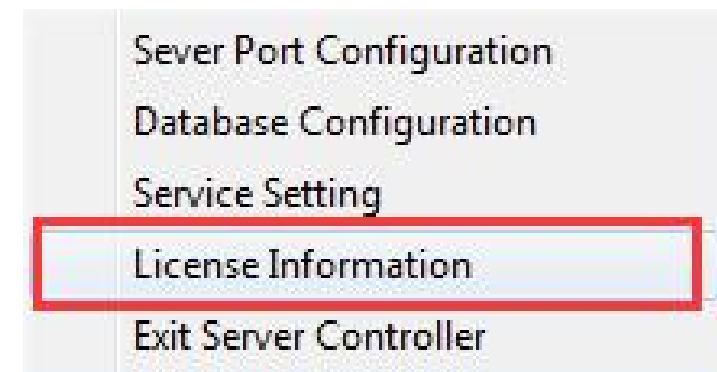 Sever Port Configuration
Database Configuration
Service Setting
License Information
Exit Server Controller